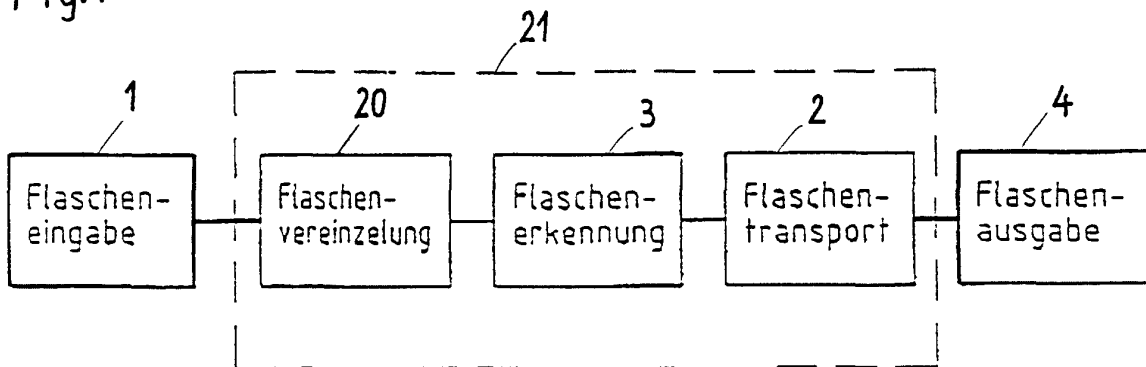 21
1
20
3
2
4
Flaschen-
eingabe
Flaschen-
vereinzelung
Flaschen-
erkennung
Flaschen-
transport
Flaschen-
ausgabe